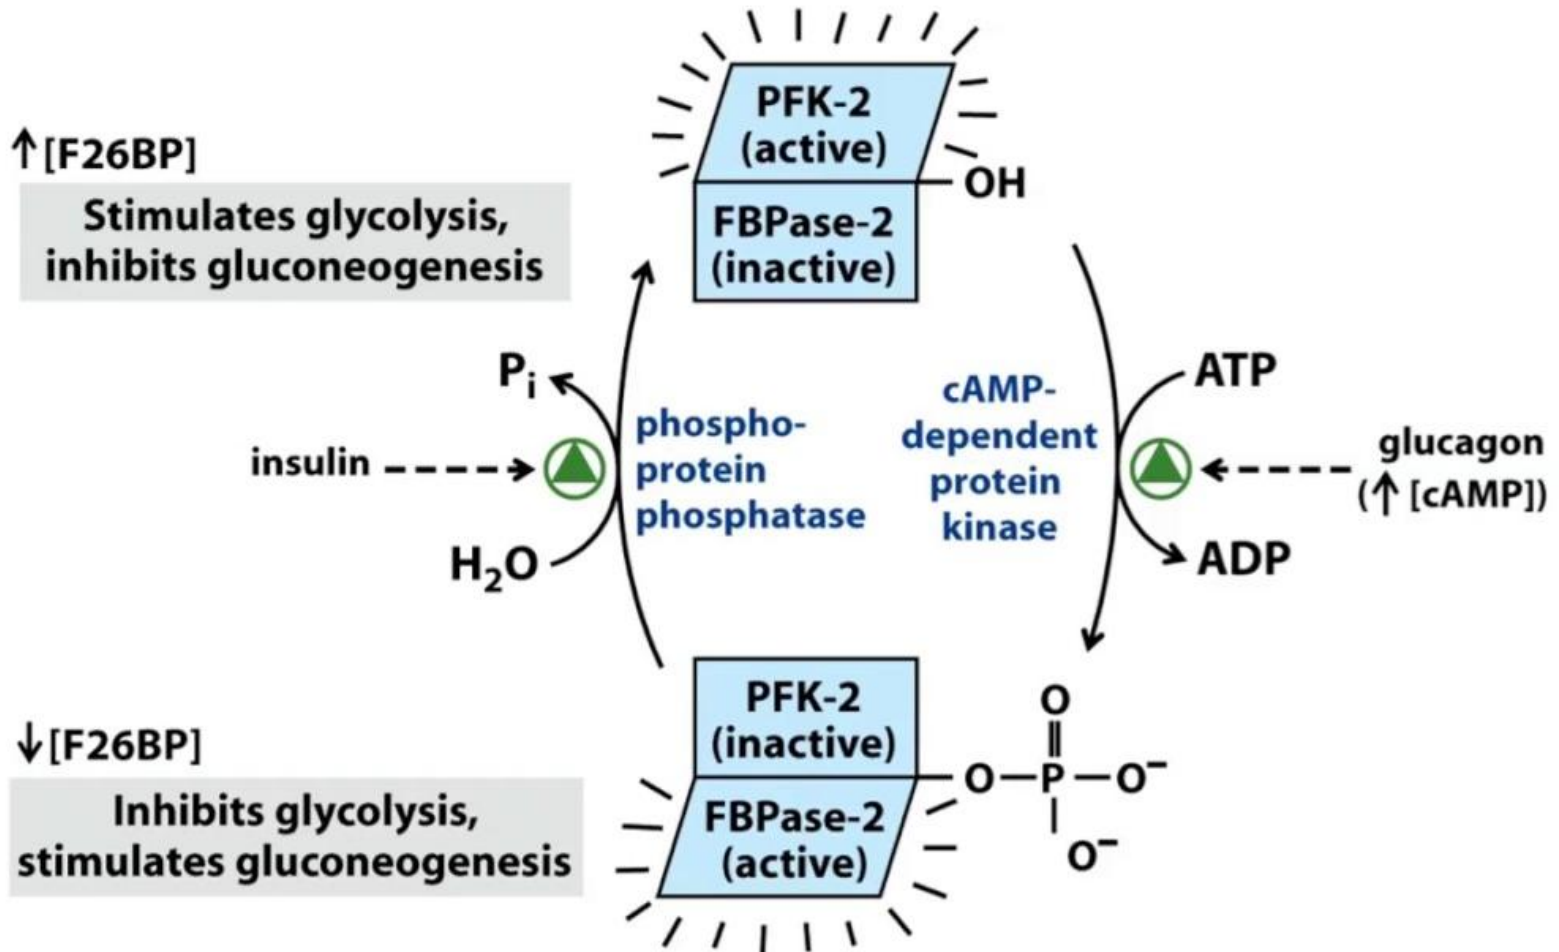 PFK-2
(active)
OH
FBPase-2
(inactive)
↑[F26BP]
Stimulates glycolysis,
inhibits gluconeogenesis
Pi
insulin
H2O
phospho-
protein
phosphatase
cAMP-
dependent
protein
kinase
ATP
glucagon
(↑ [cAMP])
ADP
↓[F26BP]
Inhibits glycolysis,
stimulates gluconeogenesis
PFK-2
(inactive)
FBPase-2
(active)
O
O—P—O⁻
O⁻